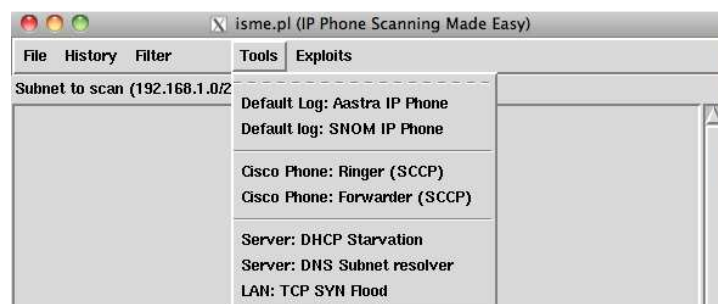 isme.pl (IP Phone Scanning Made Easy)
File History Filter Tools Exploits
Subnet to scan (192.168.1.0/2
Default Log: Aastra IP Phone
Default log: SNOM IP Phone
Cisco Phone: Ringer (SCCP)
Cisco Phone: Forwarder (SCCP)
Server: DHCP Starvation
Server: DNS Subnet resolver
LAN: TCP SYN Flood